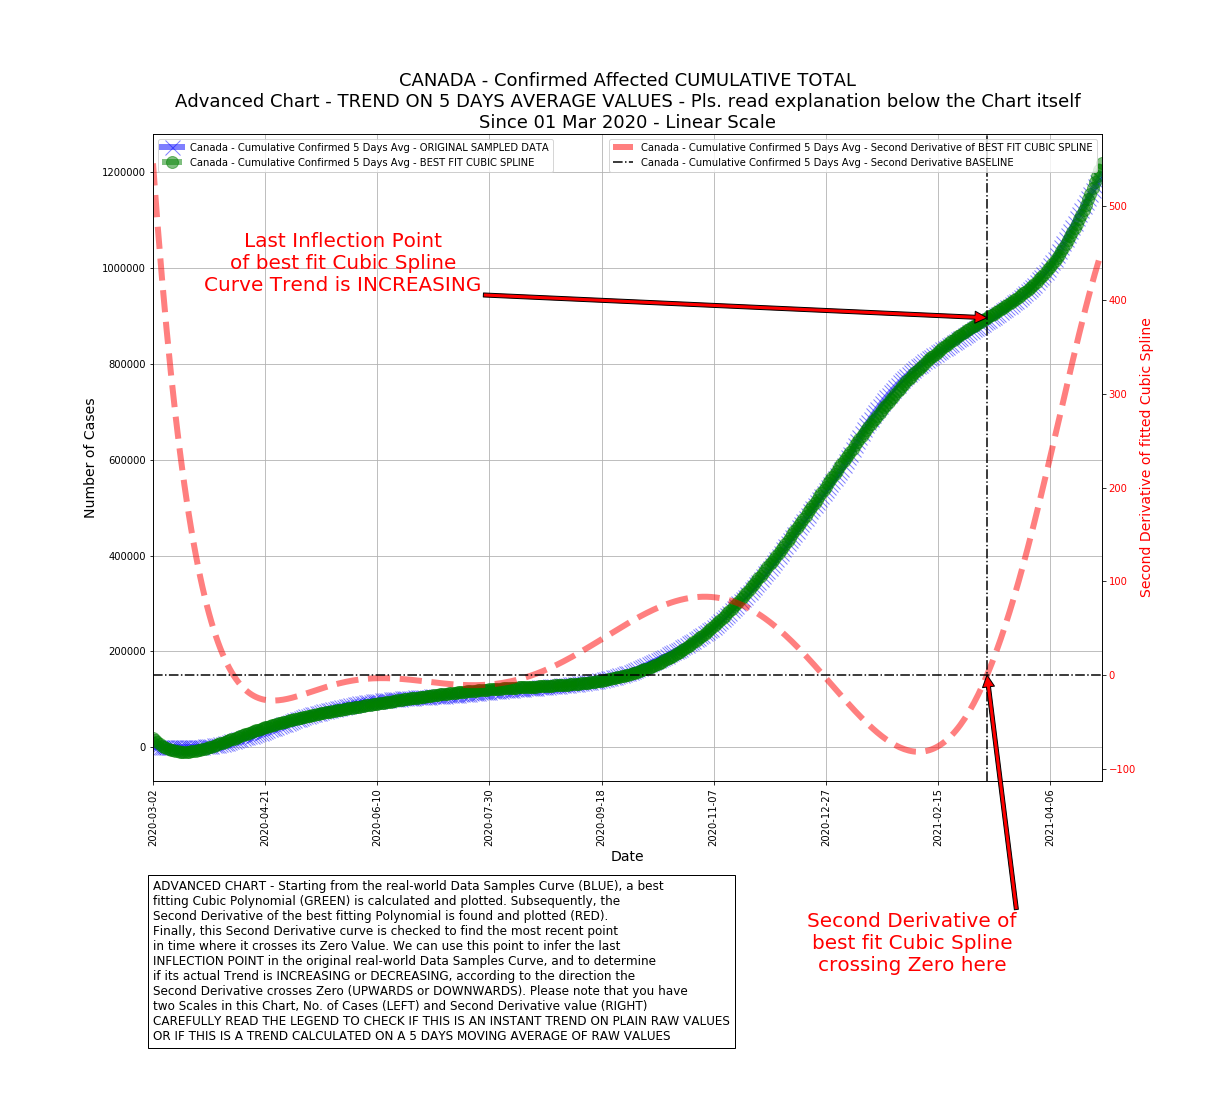 CANADA - Confirmed Affected CUMULATIVE TOTAL
Advanced Chart - TREND ON 5 DAYS AVERAGE VALUES - Pls. read explanation below the Chart itself
Since 01 Mar 2020 - Linear Scale
Canada - Cumulative Confirmed 5 Days Avg - ORIGINAL SAMPLED DATA
Canada - Cumulative Confirmed 5 Days Avg - BEST FIT CUBIC SPLINE
Canada - Cumulative Confirmed 5 Days Avg - Second Derivative of BEST FIT CUBIC SPLINE
Canada - Cumulative Confirmed 5 Days Avg - Second Derivative BASELINE
Last Inflection Point
of best fit Cubic Spline
Curve Trend is INCREASING
Number of Cases
1200000
1000000
800000
600000
400000
200000
0
500
400
300
200
100
0
−100
Second Derivative of fitted Cubic Spline
2020-03-02
2020-04-21
2020-06-10
2020-07-30
2020-09-18
2020-11-07
2020-12-27
2021-02-15
2021-04-06
Date
Second Derivative of
best fit Cubic Spline
crossing Zero here
ADVANCED CHART - Starting from the real-world Data Samples Curve (BLUE), a best
fitting Cubic Polynomial (GREEN) is calculated and plotted. Subsequently, the
Second Derivative of the best fitting Polynomial is found and plotted (RED).
Finally, this Second Derivative curve is checked to find the most recent point
in time where it crosses its Zero Value. We can use this point to infer the last
INFLECTION POINT in the original real-world Data Samples Curve, and to determine
if its actual Trend is INCREASING or DECREASING, according to the direction the
Second Derivative crosses Zero (UPWARDS or DOWNWARDS). Please note that you have
two Scales in this Chart, No. of Cases (LEFT) and Second Derivative value (RIGHT)
CAREFULLY READ THE LEGEND TO CHECK IF THIS IS AN INSTANT TREND ON PLAIN RAW VALUES
OR IF THIS IS A TREND CALCULATED ON A 5 DAYS MOVING AVERAGE OF RAW VALUES